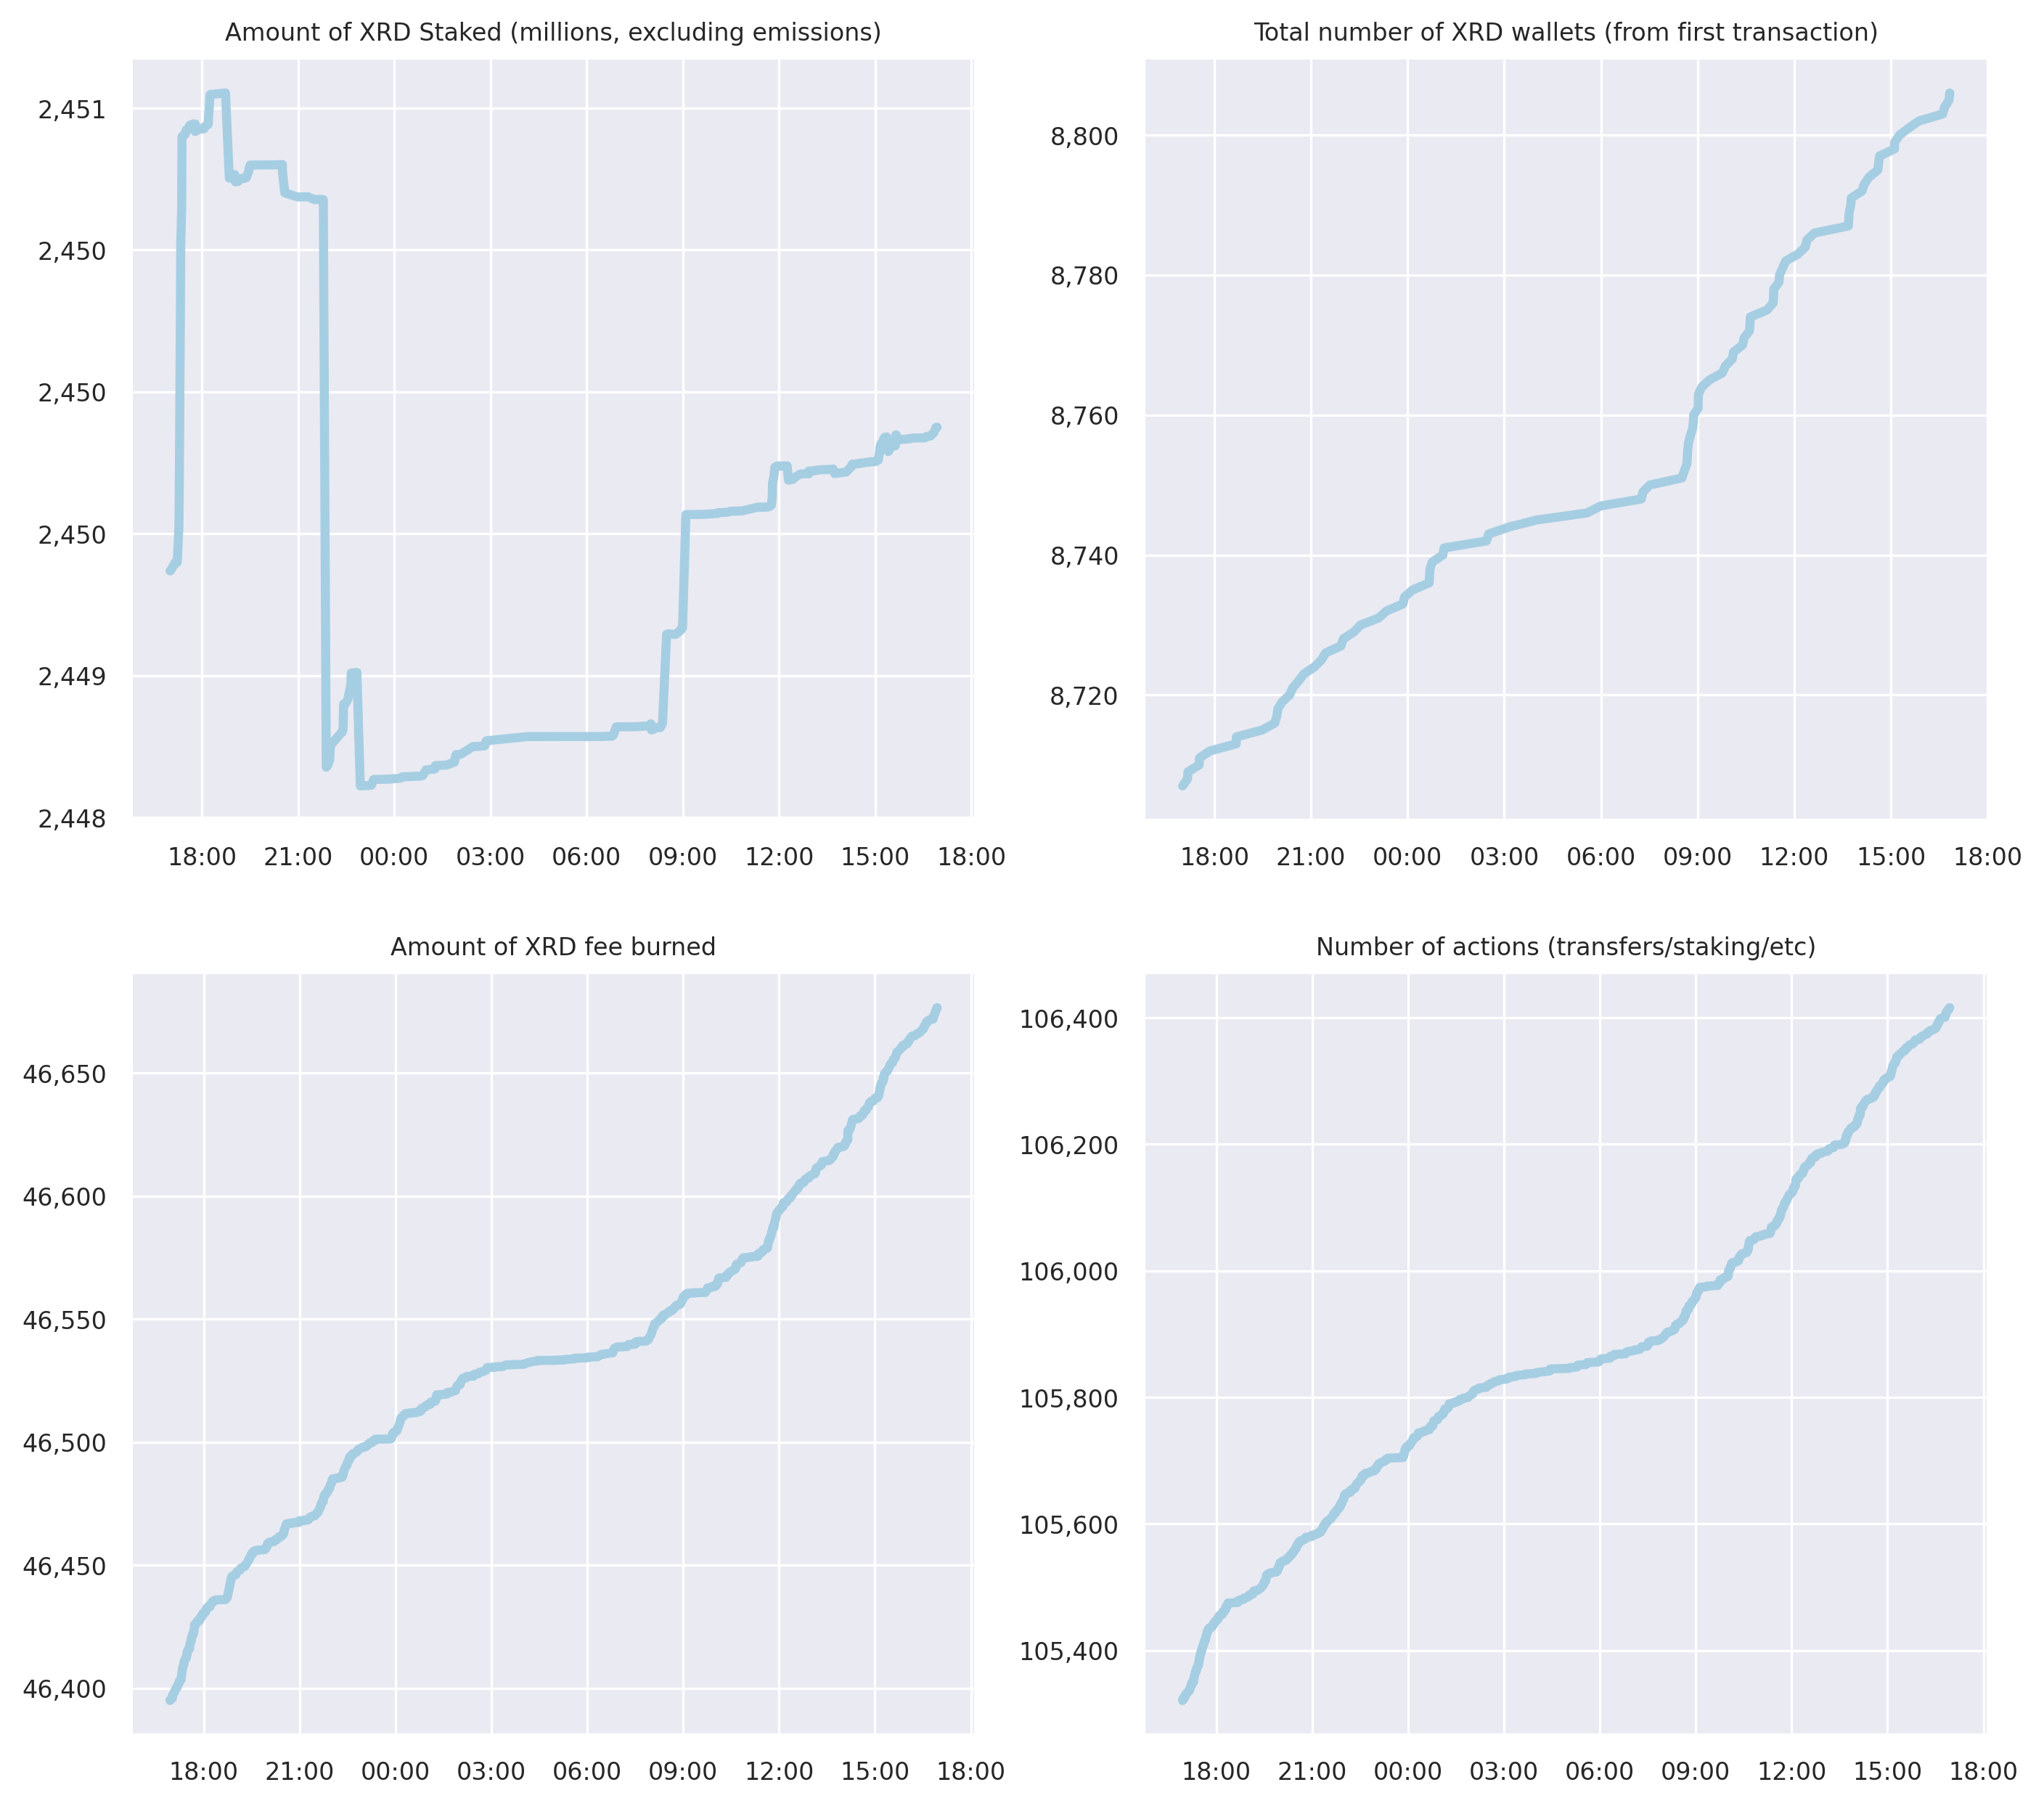 Amount of XRD Staked (millions, excluding emissions)
2,451
2,450
2,450
2,450
2,449
2,448
18:00 21:00 00:00 03:00 06:00 09:00 12:00 15:00 18:00
Total number of XRD wallets (from first transaction)
8,800
8,780
8,760
8,740
8,720
18:00 21:00 00:00 03:00 06:00 09:00 12:00 15:00 18:00
Amount of XRD fee burned
46,650
46,600
46,550
46,500
46,450
46,400
18:00 21:00 00:00 03:00 06:00 09:00 12:00 15:00 18:00
Number of actions (transfers/staking/etc)
106,400
106,200
106,000
105,800
105,600
105,400
18:00 21:00 00:00 03:00 06:00 09:00 12:00 15:00 18:00